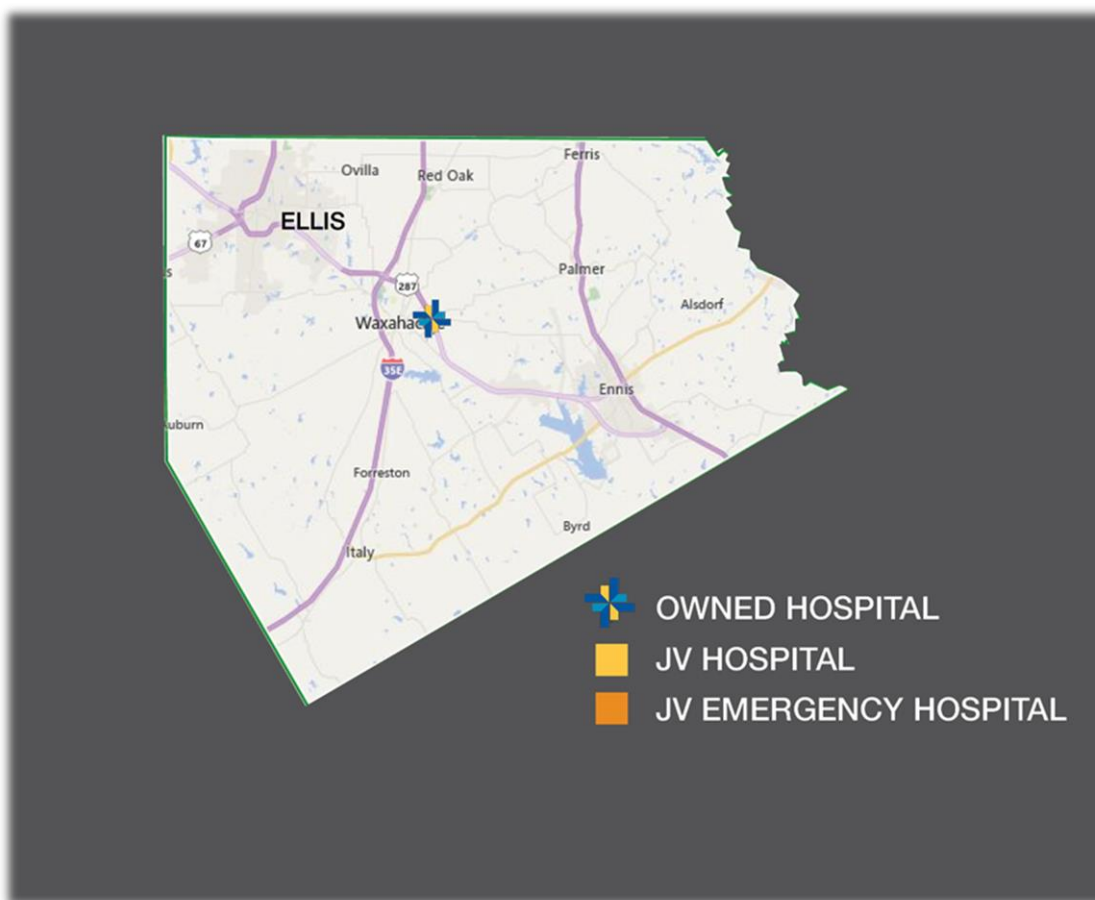 Ferris
Ovilla
Red Oak
ELLIS
67
Palmer
s
287
Alsdorf
35E
Ennis
uburn
Forreston
Byrd
Italy
OWNED HOSPITAL
JV HOSPITAL
JV EMERGENCY HOSPITAL